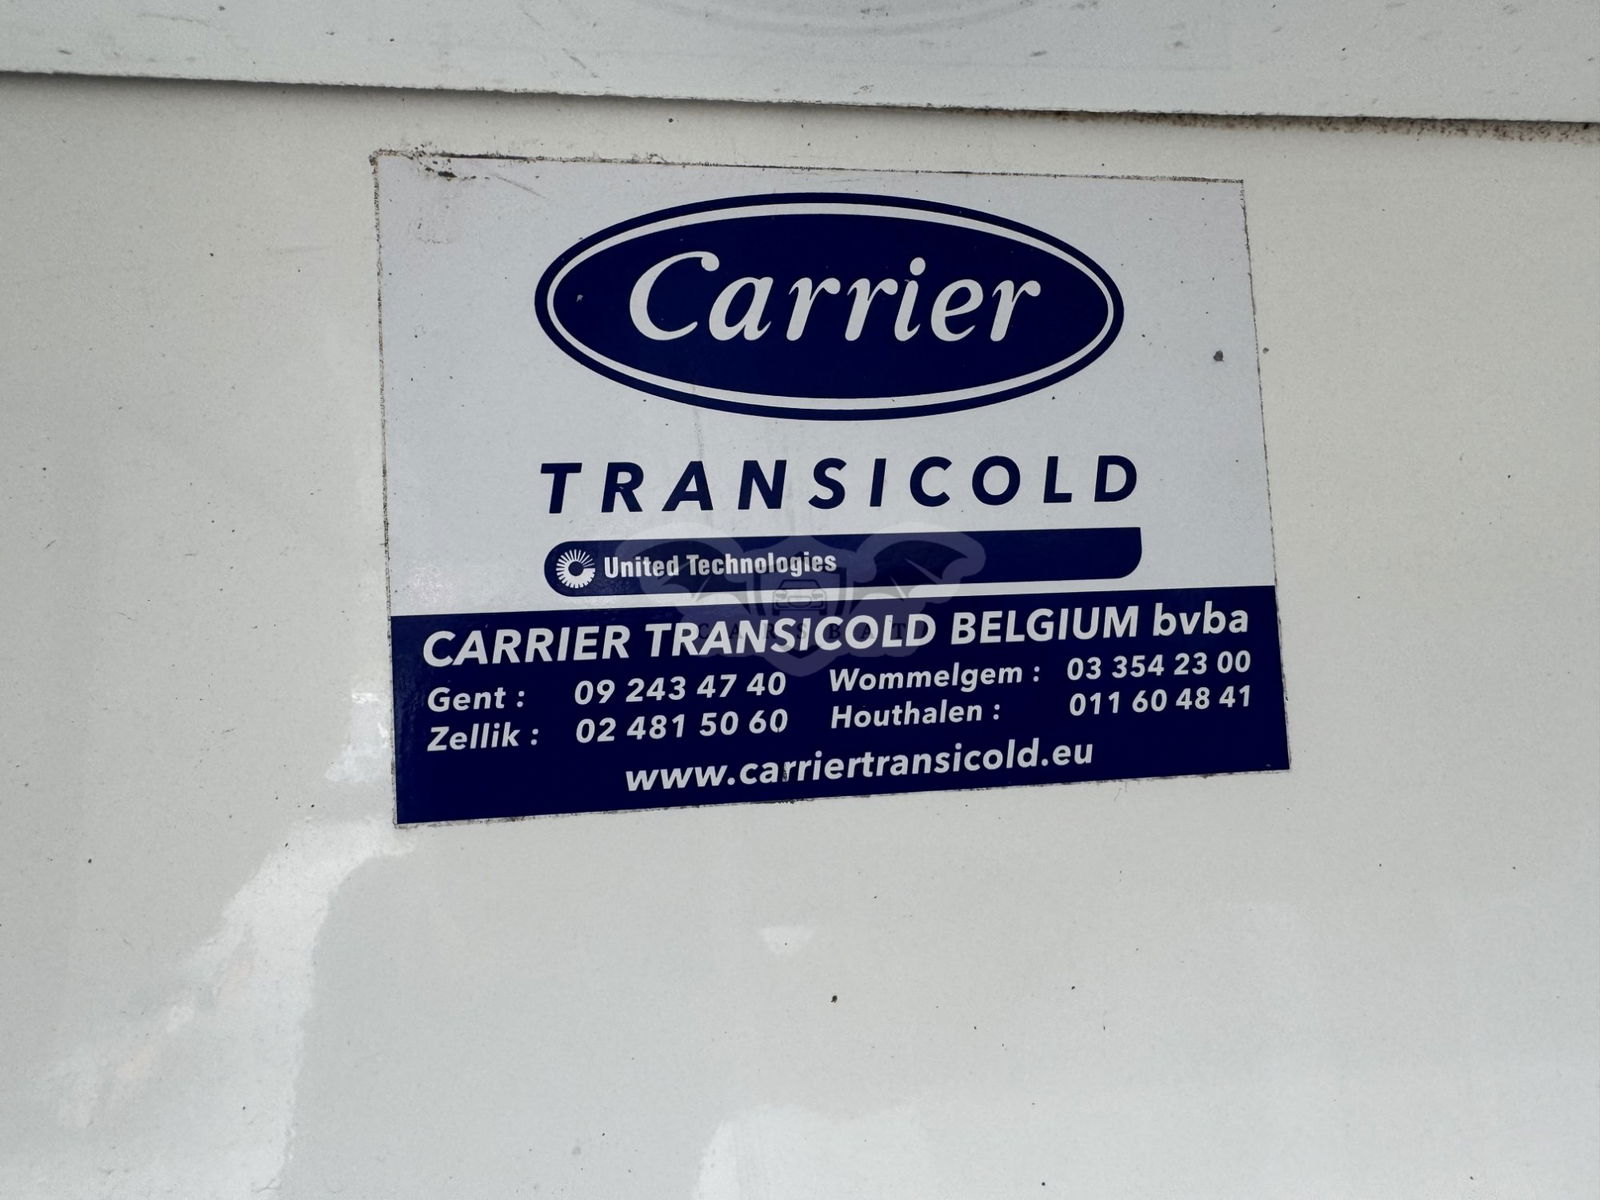 Carrier
TRANSICOLD
United Technologies
CARSBAT
CARRIER TRANSICOLD BELGIUM bvba
Gent : 09 243 47 40 Wommelgem : 03 354 23 00
Zellik : 02 481 50 60 Houthalen : 011 60 48 41
www.carriertransicold.eu